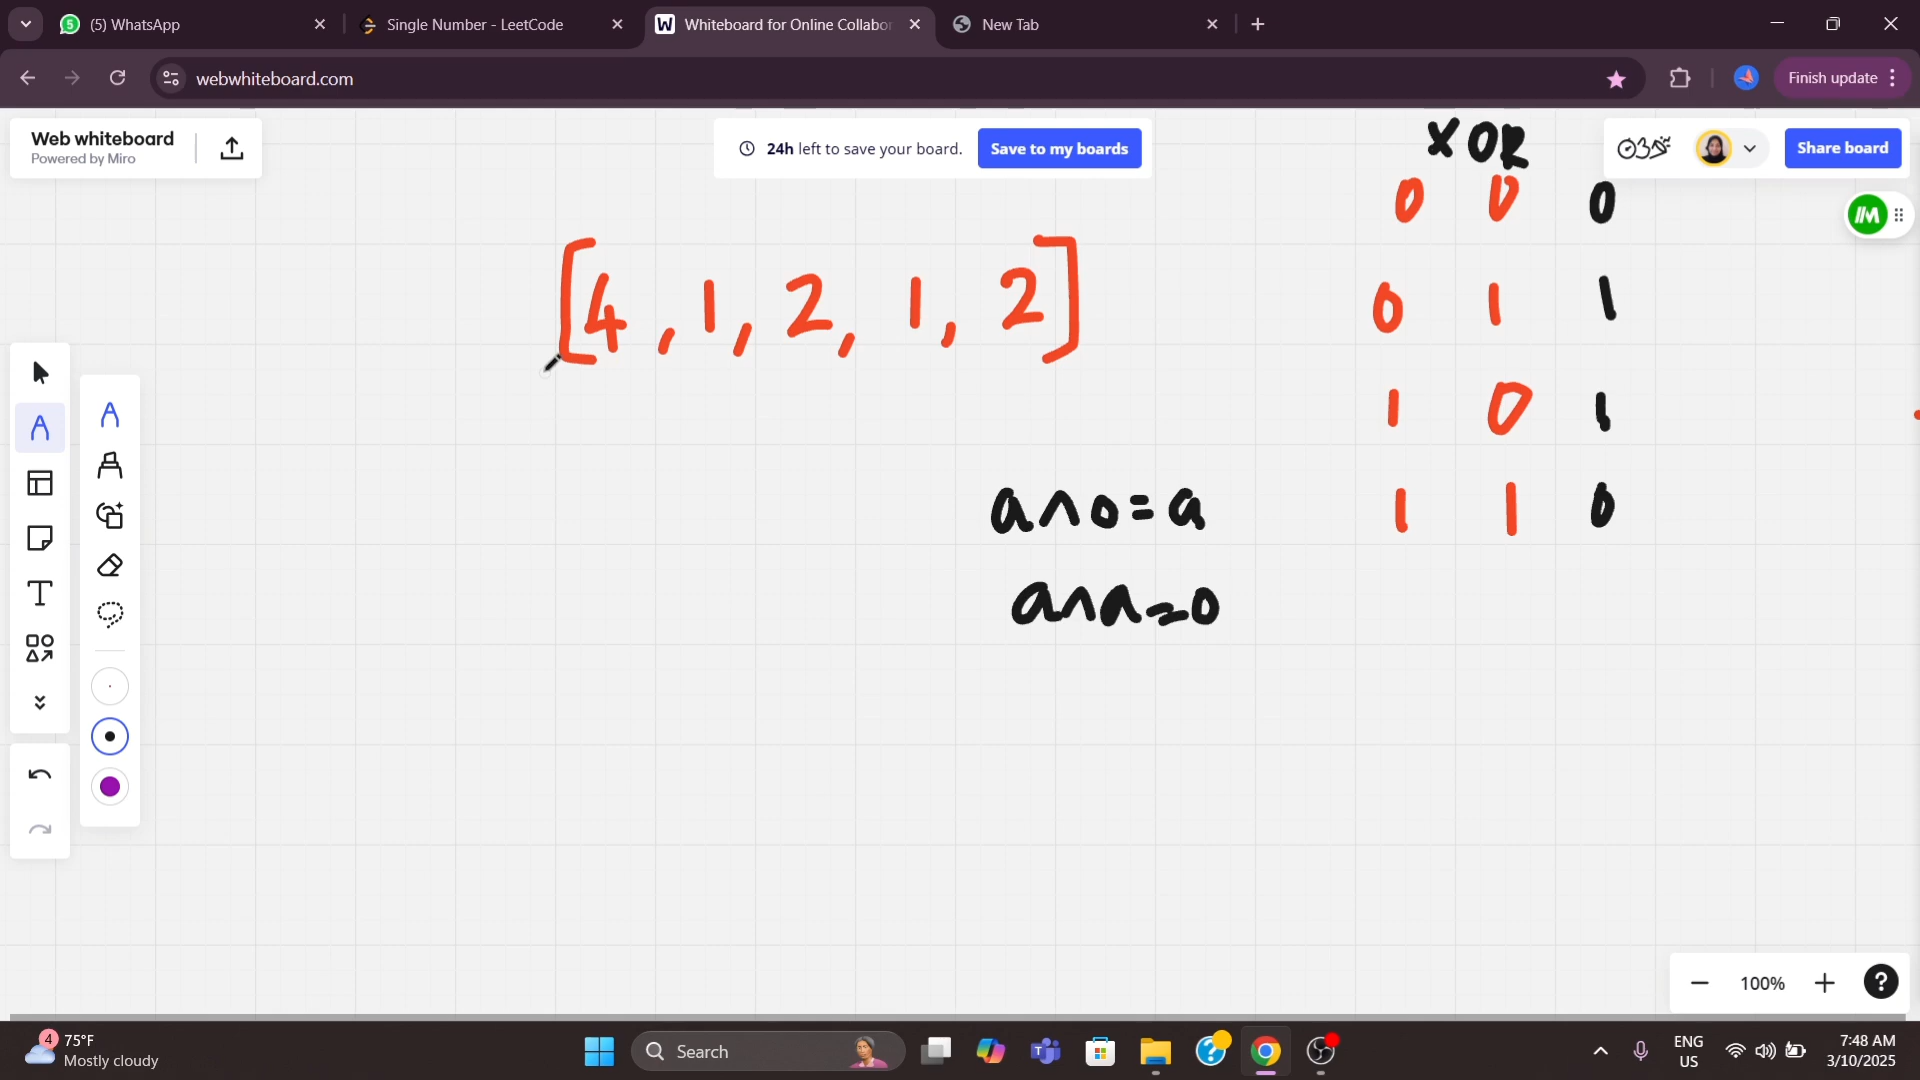 (5) WhatsApp
Single Number - LeetCode
Whiteboard for Online Collabor
New Tab
webwhiteboard.com
Finish update
Web whiteboard
Powered by Miro
24h left to save your board.
Save to my boards
Share board
XOR
0 0 0
[4, 1, 2, 1, 2]
0 1 1
1 0 1
a^0=a
1 1 0
a^a=0
100%
?
4
75°F
Mostly cloudy
Search
ENG
US
7:48 AM
3/10/2025